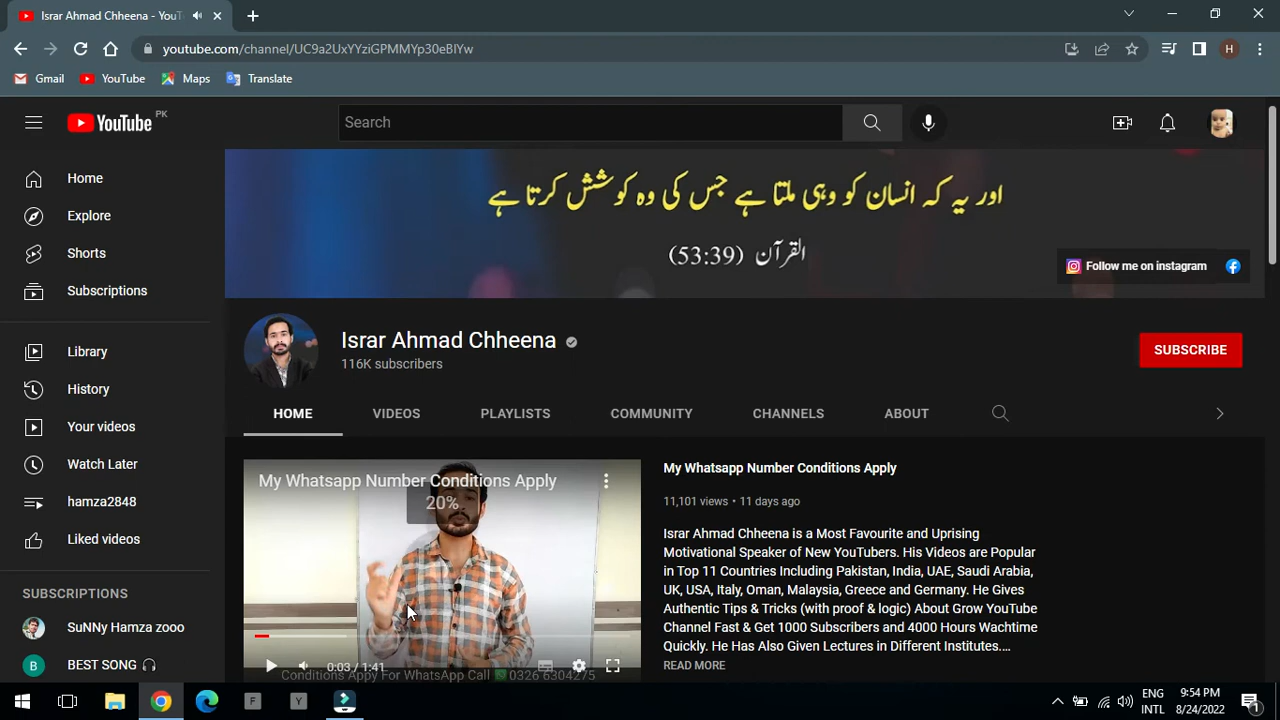 Israr Ahmad Chheena - YouT
youtube.com/channel/UC9a2UxYYziGPMMYp30eBlYw
H
Gmail
YouTube
Maps
Translate
YouTube PK
Search
Home
Explore
Shorts
Subscriptions
Library
History
Your videos
Watch Later
hamza2848
Liked videos
SUBSCRIPTIONS
SuNNy Hamza zooo
B
BEST SONG
اور یہ کہ انسان کو وہی ملتا ہے جس کی وہ کوشش کرتا ہے
القرآن (53:39)
Follow me on instagram
Israr Ahmad Chheena
116K subscribers
SUBSCRIBE
HOME
VIDEOS
PLAYLISTS
COMMUNITY
CHANNELS
ABOUT
My Whatsapp Number Conditions Apply
20%
0:03 / 1:41
Conditions Appy For WhatsApp Call 0326 6304275
My Whatsapp Number Conditions Apply
11,101 views • 11 days ago
Israr Ahmad Chheena is a Most Favourite and Uprising
Motivational Speaker of New YouTubers. His Videos are Popular
in Top 11 Countries Including Pakistan, India, UAE, Saudi Arabia,
UK, USA, Italy, Oman, Malaysia, Greece and Germany. He Gives
Authentic Tips & Tricks (with proof & logic) About Grow YouTube
Channel Fast & Get 1000 Subscribers and 4000 Hours Watchtime
Quickly. He Has Also Given Lectures in Different Institutes....
READ MORE
F
Y
ENG
INTL
9:54 PM
8/24/2022
1